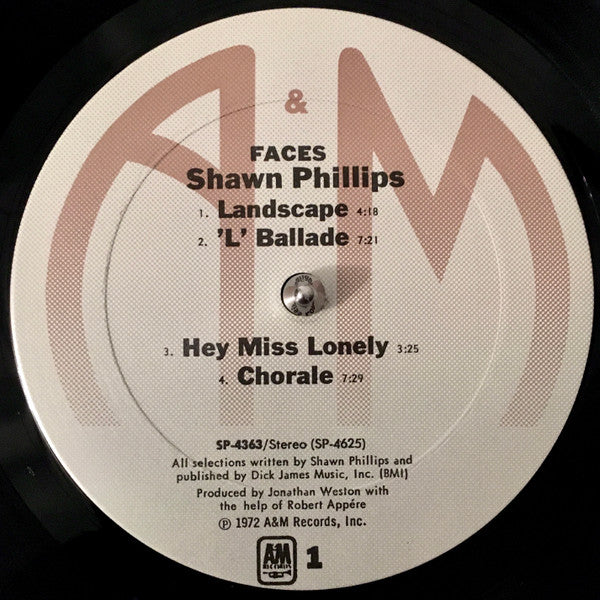 A & M
FACES
Shawn Phillips
1. Landscape 4:18
2. 'L' Ballade 7:21
3. Hey Miss Lonely 3:25
4. Chorale 7:29
SP-4363/Stereo (SP-4625)
All selections written by Shawn Phillips and
published by Dick James Music, Inc. (BMI)
Produced by Jonathan Weston with
the help of Robert Appére
℗ 1972 A&M Records, Inc.
A&M RECORDS 1